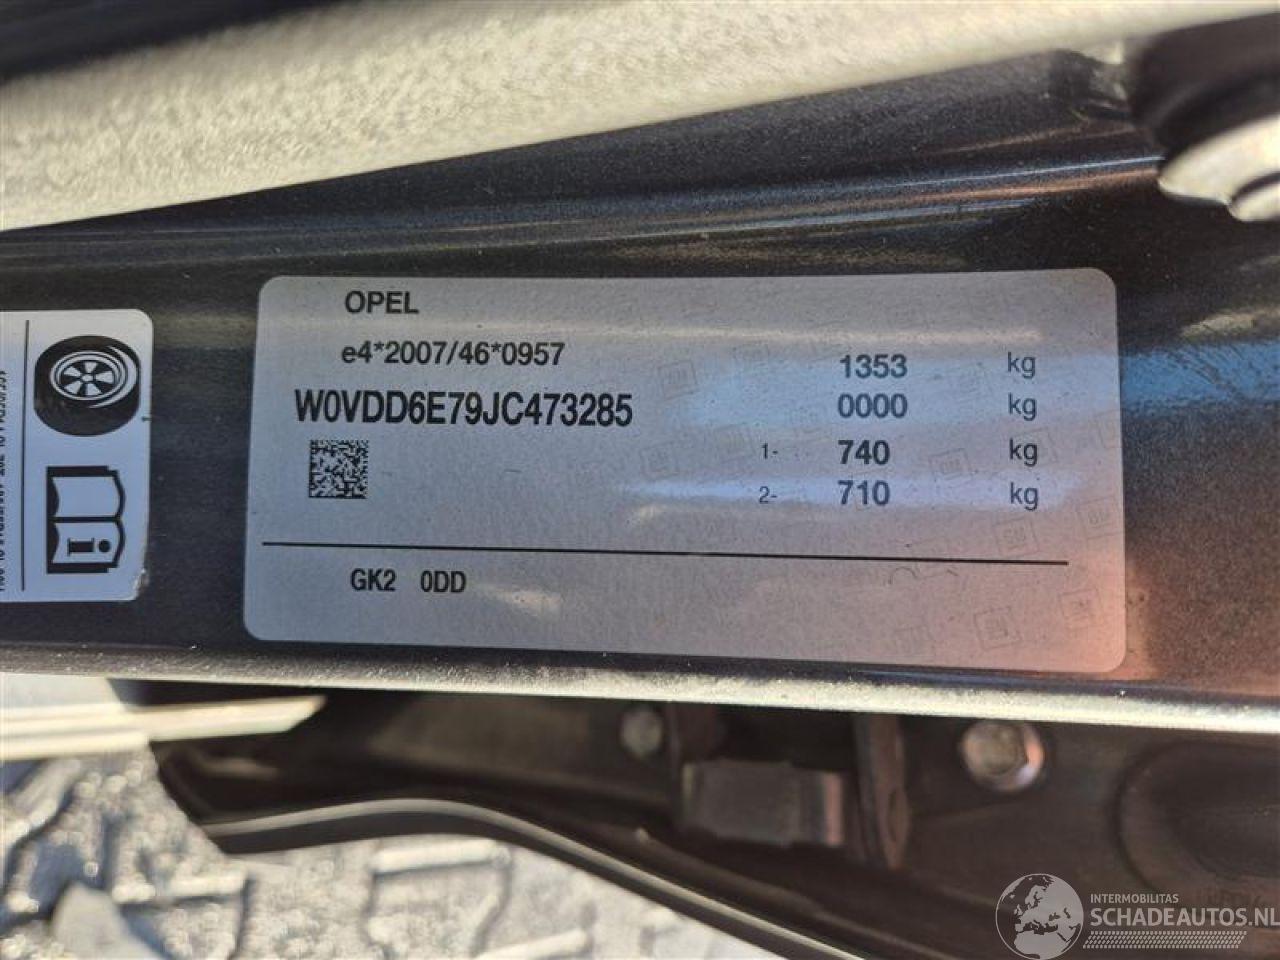 OPEL
e4*2007/46*0957
W0VDD6E79JC473285
1353 kg
0000 kg
1- 740 kg
2- 710 kg
GK2 0DD
i
INTERMOBILITAS
SCHADEAUTOS.NL